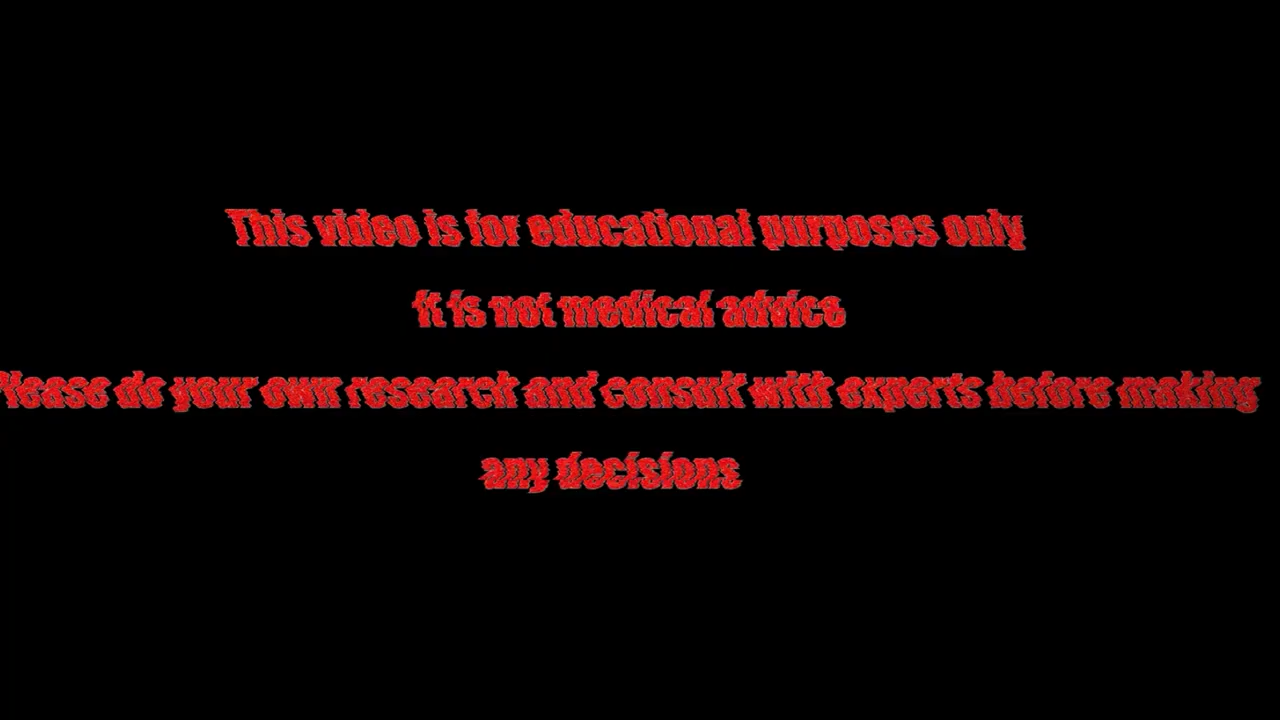 This video is for educational purposes only
it is not medical advice
Please do your own research and consult with experts before making
any decisions